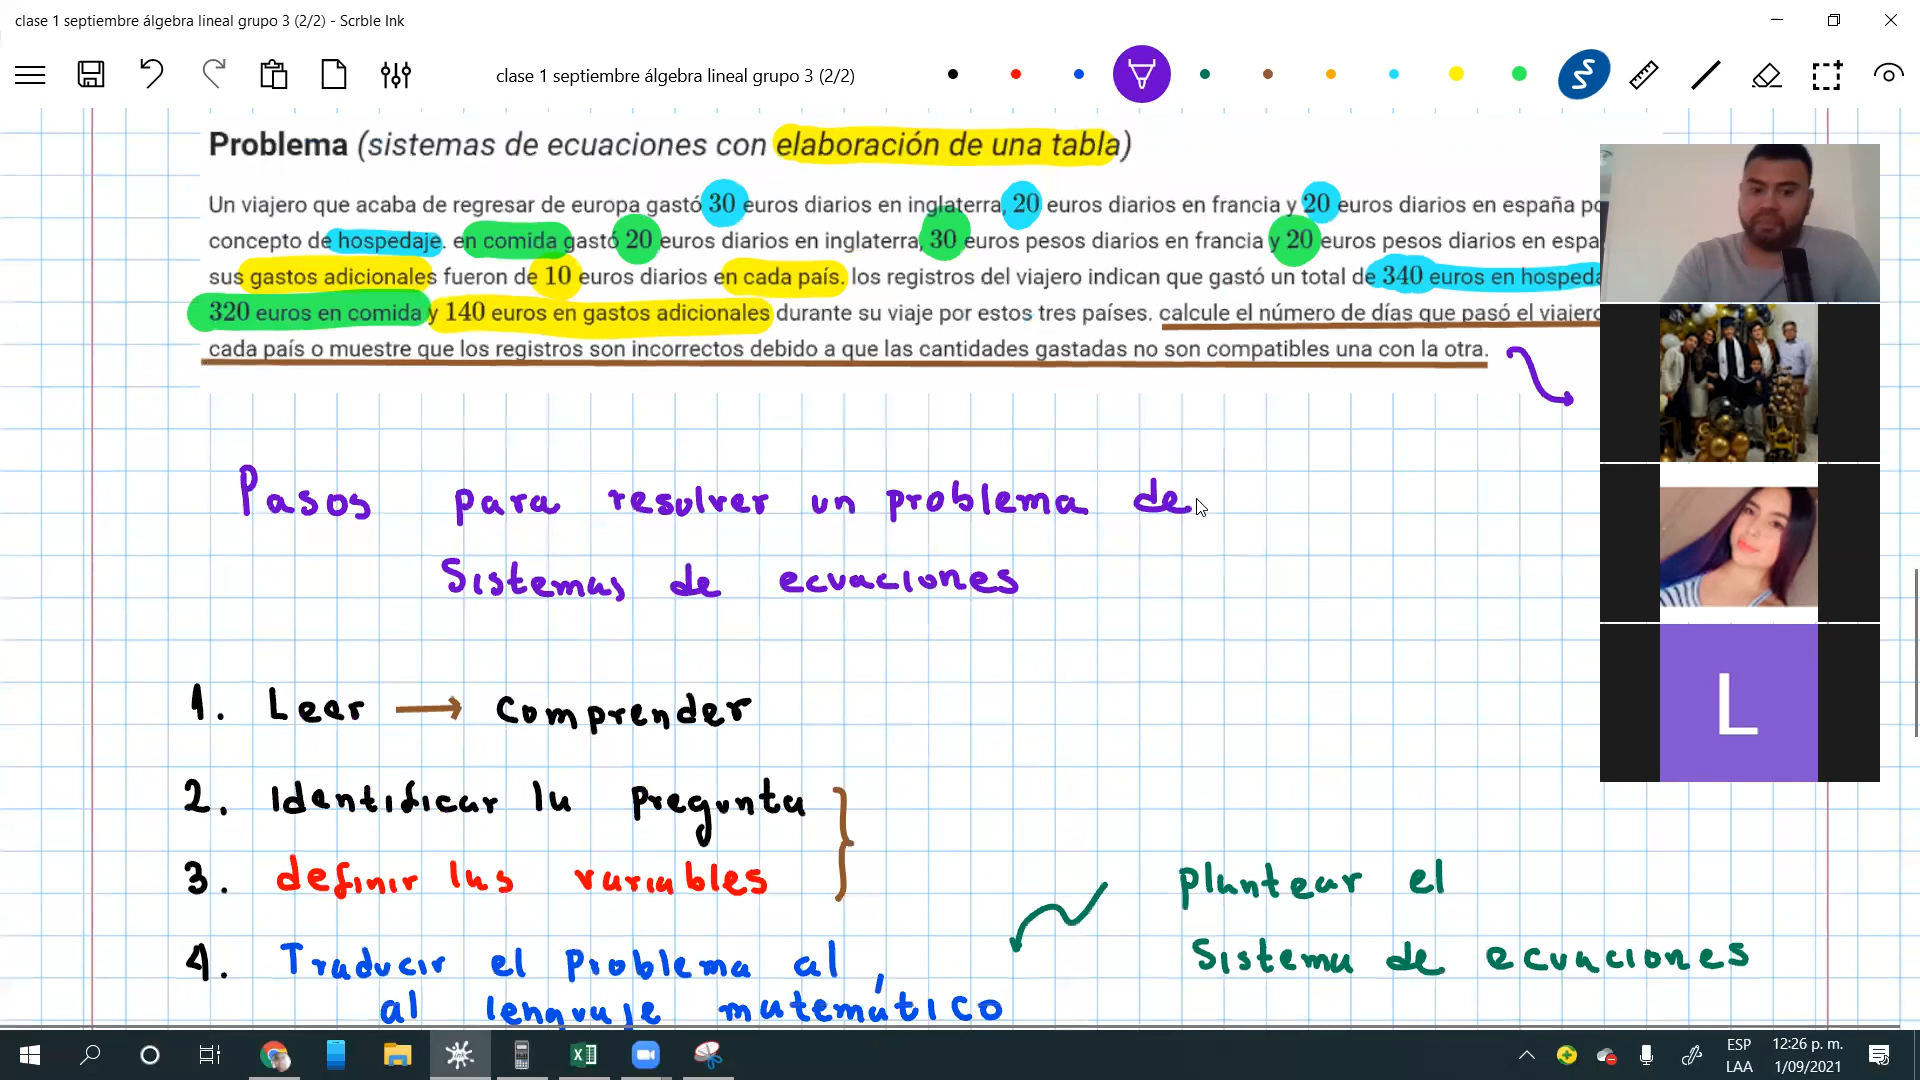 clase 1 septiembre álgebra lineal grupo 3 (2/2) - Scrble Ink
clase 1 septiembre álgebra lineal grupo 3 (2/2)
Problema (sistemas de ecuaciones con elaboración de una tabla)
Un viajero que acaba de regresar de europa gastó 30 euros diarios en inglaterra, 20 euros diarios en francia y 20 euros diarios en españa
concepto de hospedaje. en comida gastó 20 euros diarios en inglaterra, 30 euros pesos diarios en francia y 20 euros pesos diarios en
sus gastos adicionales fueron de 10 euros diarios en cada país. los registros del viajero indican que gastó un total de 340 euros en
320 euros en comida y 140 euros en gastos adicionales durante su viaje por estos tres países. calcule el número de días que pasó el
cada país o muestre que los registros son incorrectos debido a que las cantidades gastadas no son compatibles una con la otra.
Pasos para resolver un problema de
Sistemas de ecuaciones
1. Leer → Comprender
2. Identificar la pregunta
3. definir las variables
plantear el
4. Traducir el problema al
Sistema de ecuaciones
al lenguaje matemático
L
ESP
LAA
12:26 p. m.
1/09/2021